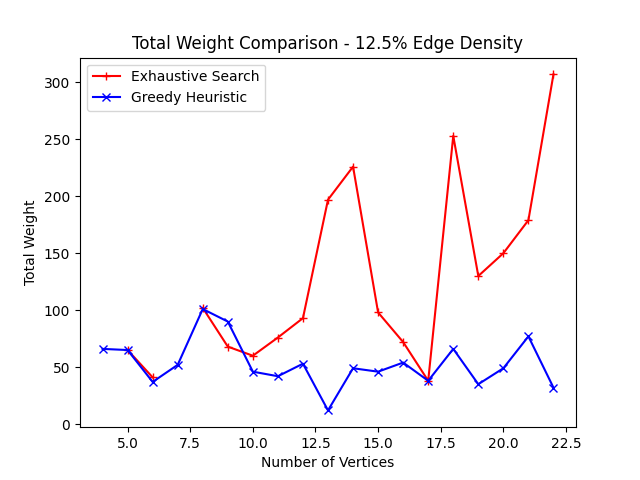 Total Weight Comparison - 12.5% Edge Density
Exhaustive Search
Greedy Heuristic
300
250
200
150
100
50
0
Total Weight
5.0 7.5 10.0 12.5 15.0 17.5 20.0 22.5
Number of Vertices